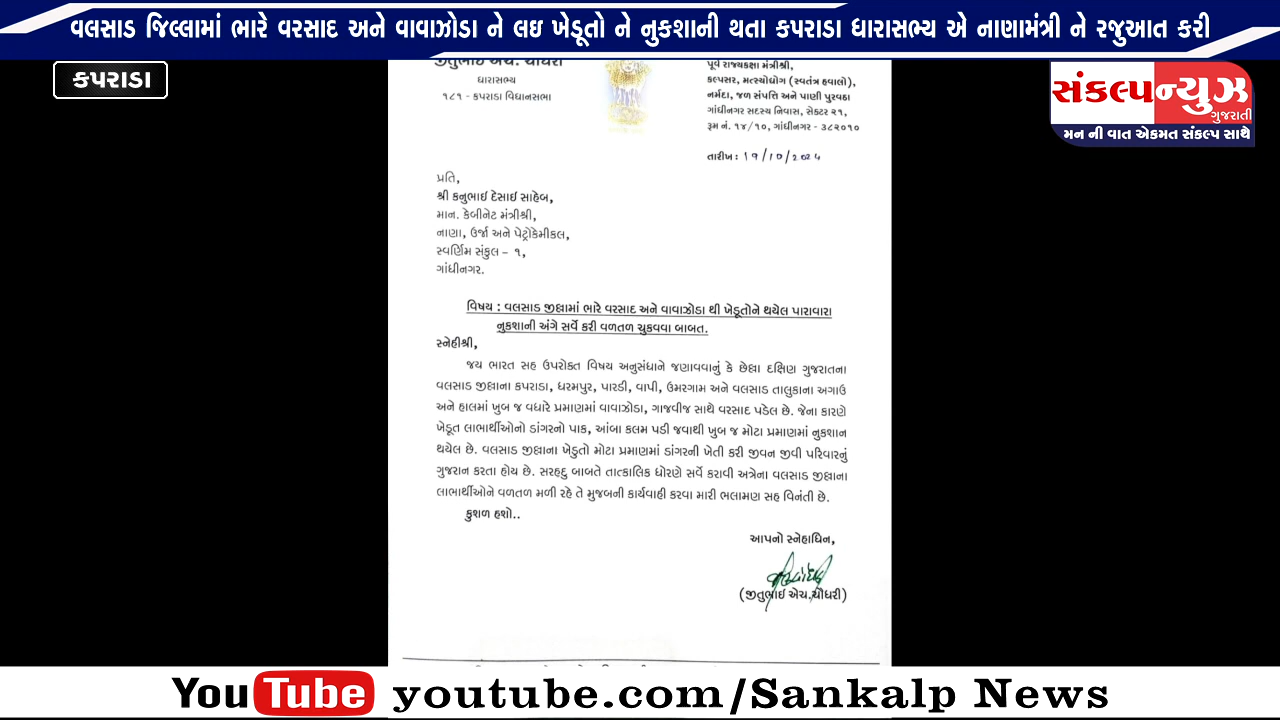 વલસાડ જિલ્લામાં ભારે વરસાદ અને વાવાઝોડા ને લઇ ખેડૂતો ને નુકશાની થતા કપરાડા ધારાસભ્ય એ નાણામંત્રી ને રજુઆત કરી
કપરાડા
સંકલ્પ ન્યુઝ
ગુજરાતી
મન ની વાત એકમત સંકલ્પ સાથે
જીતુભાઈ એચ. ચૌધરી
ધારાસભ્ય
૧૮૧ - કપરાડા વિધાનસભા
પૂર્વ રાજ્યકક્ષા મંત્રીશ્રી,
કલ્પસર, મત્સ્યોધોગ (સ્વતંત્ર હવાલો),
નર્મદા, જળ સંપત્તિ અને પાણી પુરવઠા
ગાંધીનગર સદસ્ય નિવાસ, સેક્ટર ૨૧,
રૂમ નં. ૧૪/૧૦, ગાંધીનગર - ૩૮૨૦૧૦
તારીખ : ૧૭/૧૦/૨૦૨૪
પ્રતિ,
શ્રી કનુભાઈ દેસાઈ સાહેબ,
માન. કેબીનેટ મંત્રીશ્રી,
નાણા, ઉર્જા અને પેટ્રોકેમીકલ,
સ્વર્ણિમ સંકુલ – ૧,
ગાંધીનગર.
વિષય : વલસાડ જીલ્લામાં ભારે વરસાદ અને વાવાઝોડા થી ખેડૂતોને થયેલ પારાવારા
નુકશાની અંગે સર્વે કરી વળતળ ચુકવવા બાબત.
સ્નેહીશ્રી,
જય ભારત સહ ઉપરોક્ત વિષય અનુસંધાને જણાવવાનું કે છેલ્લા દક્ષિણ ગુજરાતના
વલસાડ જીલ્લાના કપરાડા, ધરમપુર, પારડી, વાપી, ઉમરગામ અને વલસાડ તાલુકાના અગાઉ
અને હાલમાં ખુબ જ વધારે પ્રમાણમાં વાવાઝોડા, ગાજવીજ સાથે વરસાદ પડેલ છે. જેના કારણે
ખેડૂત લાભાર્થીઓનો ડાંગરનો પાક, આંબા કલમ પડી જવાથી ખુબ જ મોટા પ્રમાણમાં નુકશાન
થયેલ છે. વલસાડ જીલ્લાના ખેડુતો મોટા પ્રમાણમાં ડાંગરની ખેતી કરી જીવન જીવી પરિવારનું
ગુજરાન કરતા હોય છે. સરહદુ બાબતે તાત્કાલિક ધોરણે સર્વે કરાવી અત્રેના વલસાડ જીલ્લાના
લાભાર્થીઓને વળતળ મળી રહે તે મુજબની કાર્યવાહી કરવા મારી ભલામણ સહ વિનંતી છે.
કુશળ હશો..
આપનો સ્નેહાધિન,
(જીતુભાઈ એચ.ચૌધરી)
YouTube youtube.com/Sankalp News